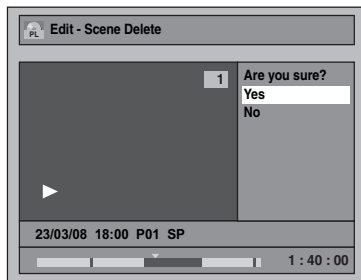 PL Edit - Scene Delete
1
Are you sure?
Yes
No
23/03/08 18:00 P01 SP
1 : 40 : 00